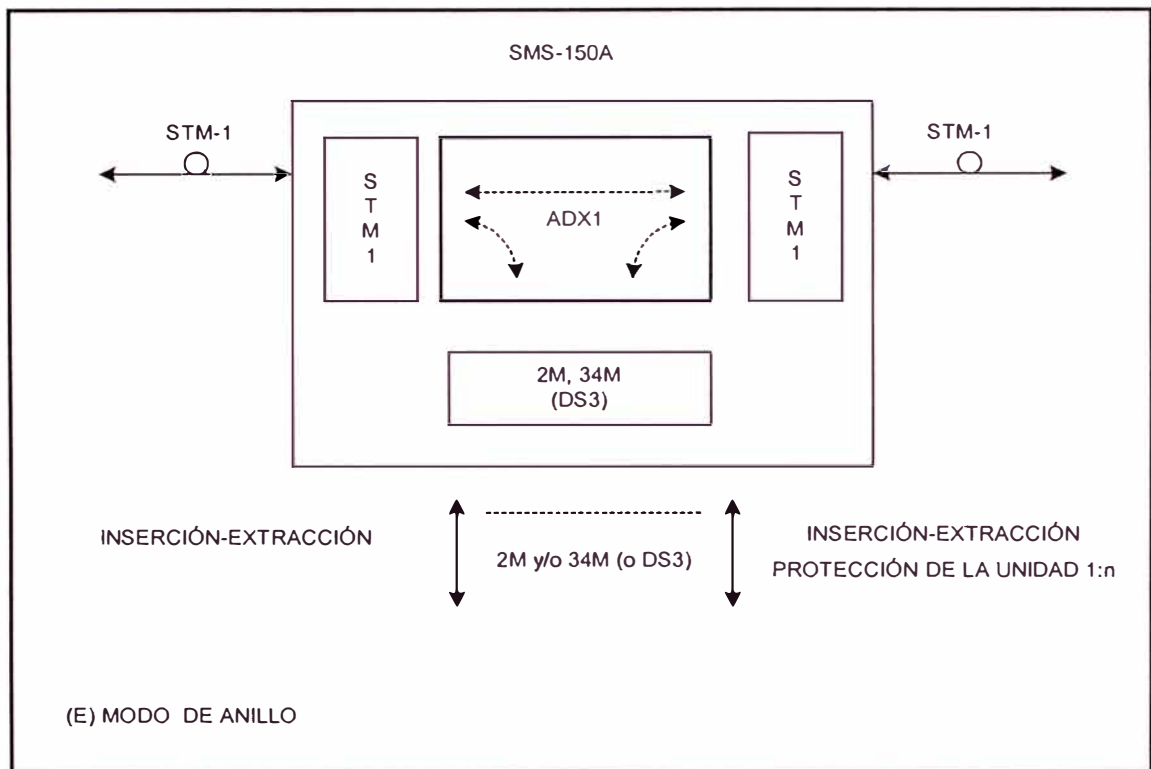 SMS-150A
STM-1
STM-1
S
T
M
1
ADX1
S
T
M
1
2M, 34M
(DS3)
INSERCIÓN-EXTRACCIÓN
2M y/o 34M (o DS3)
INSERCIÓN-EXTRACCIÓN
PROTECCIÓN DE LA UNIDAD 1:n
(E) MODO DE ANILLO